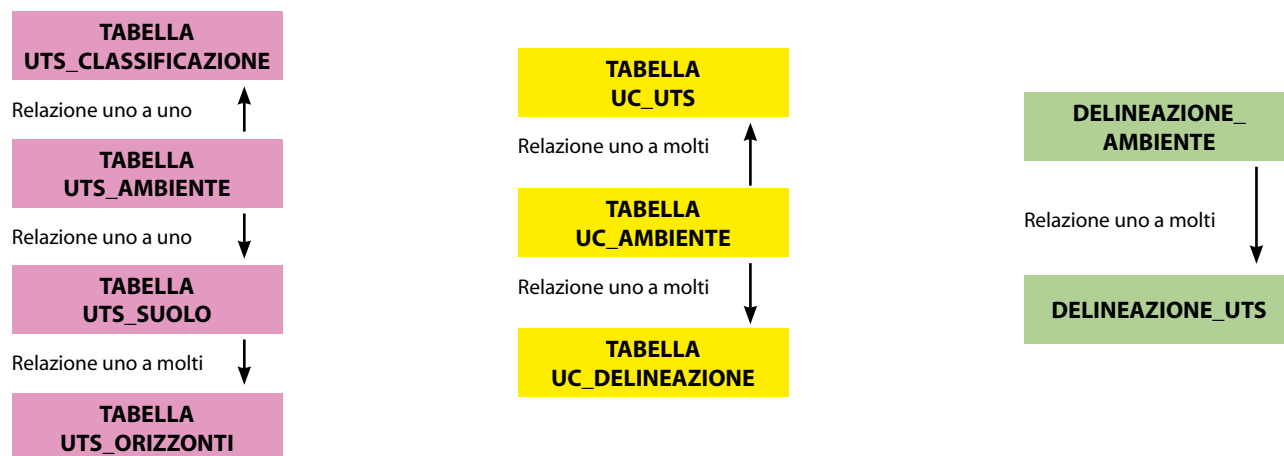 TABELLA
UTS_CLASSIFICAZIONE
Relazione uno a uno
TABELLA
UTS_AMBIENTE
Relazione uno a uno
TABELLA
UTS_SUOLO
Relazione uno a molti
TABELLA
UTS_ORIZZONTI
TABELLA
UC_UTS
Relazione uno a molti
TABELLA
UC_AMBIENTE
Relazione uno a molti
TABELLA
UC_DELINEAZIONE
DELINEAZIONE_
AMBIENTE
Relazione uno a molti
DELINEAZIONE_UTS